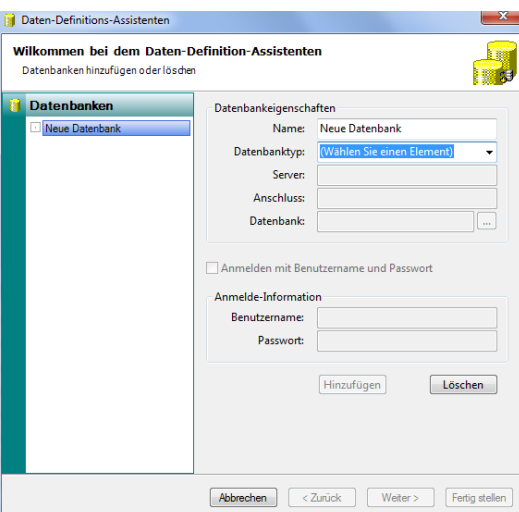 Daten-Definitions-Assistenten
Wilkommen bei dem Daten-Definition-Assistenten
Datenbanken hinzufügen oder löschen
Datenbanken
Neue Datenbank
Datenbankeigenschaften
Name: Neue Datenbank
Datenbanktyp: (Wählen Sie einen Element)
Server:
Anschluss:
Datenbank: ...
Anmelden mit Benutzername und Passwort
Anmelde-Information
Benutzername:
Passwort:
Hinzufügen Löschen
Abbrechen < Zurück Weiter > Fertig stellen